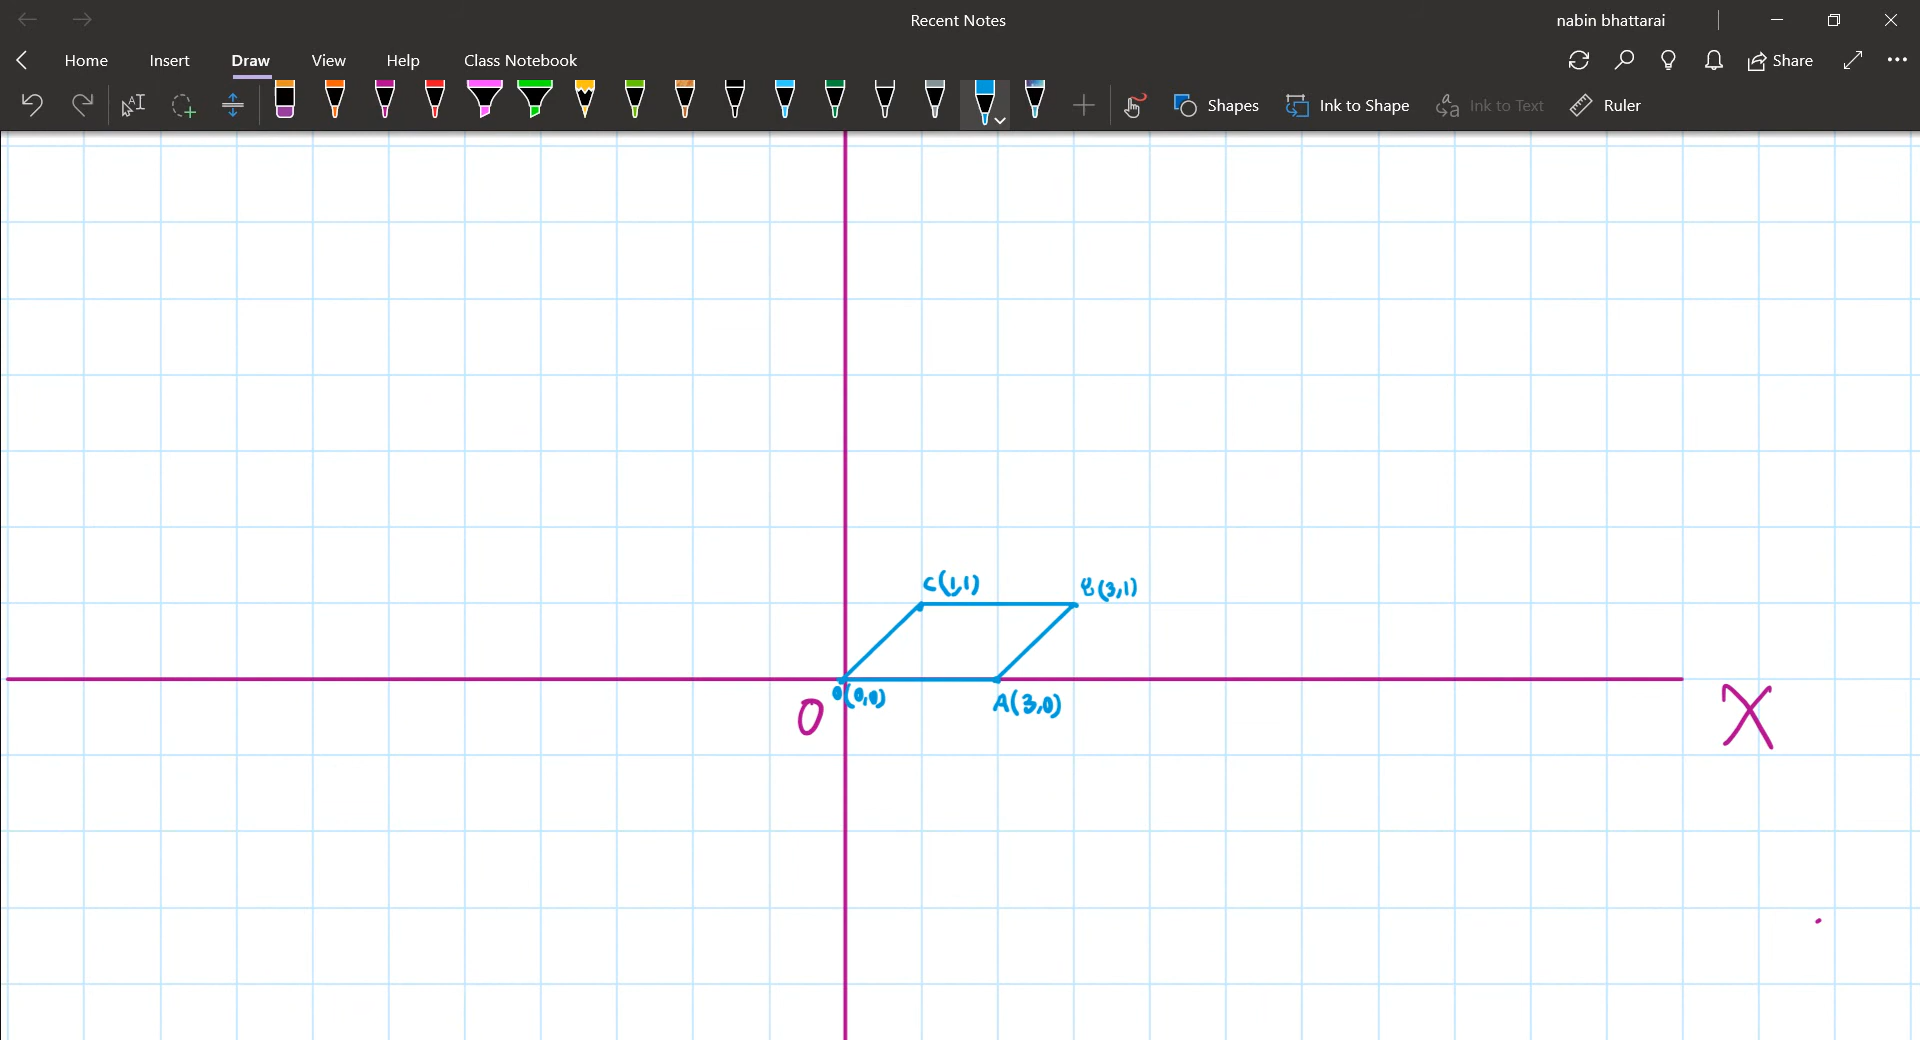 Recent Notes
nabin bhattarai
Home
Insert
Draw
View
Help
Class Notebook
Share
Shapes
Ink to Shape
Ink to Text
Ruler
C(1,1)
B(3,1)
O(0,0)
A(3,0)
O
X